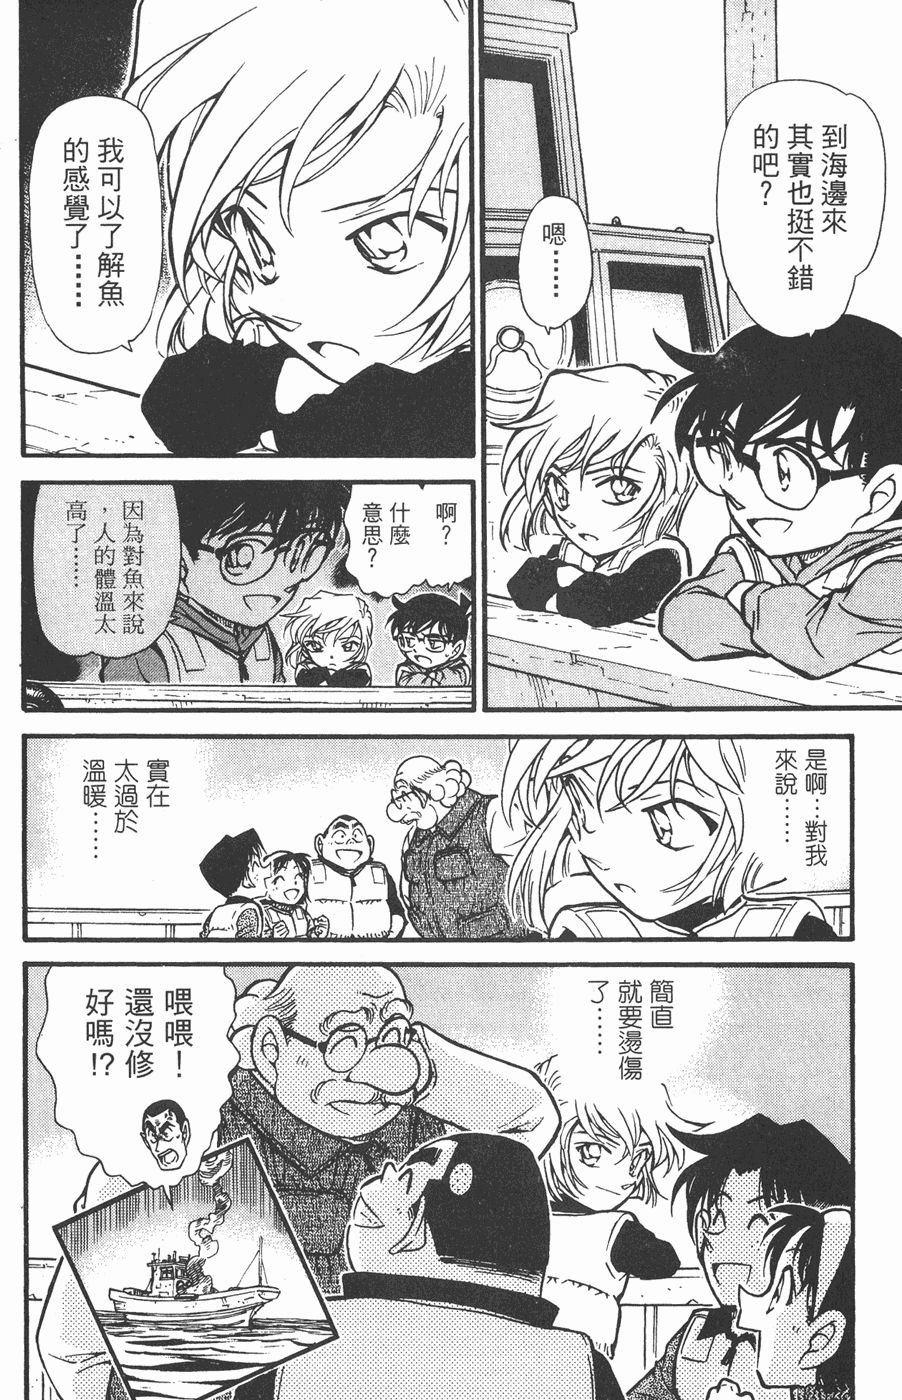 到海邊來
其實也挺不錯
的吧？
嗯……
我可以了解魚
的感覺了……
啊？
什麼
意思？
因為對魚來說
，人的體溫太
高了……
是啊…對我
來說……
實在
太過於
溫暖……
簡直
就要燙傷
了……
喂喂！
還沒修
好嗎!?